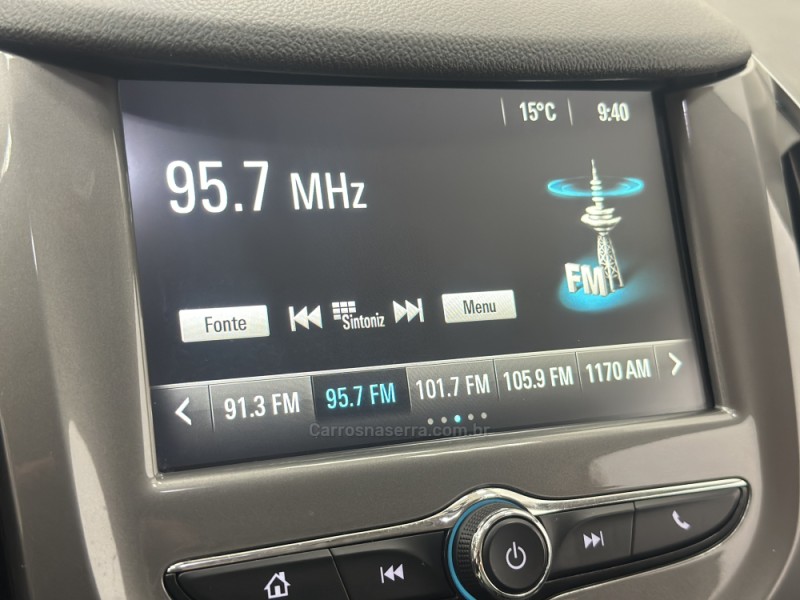 15°C 9:40
95.7 MHz
FM
Fonte Sintoniz Menu
91.3 FM 95.7 FM 101.7 FM 105.9 FM 1170 AM
Carrosnaserra.com.br